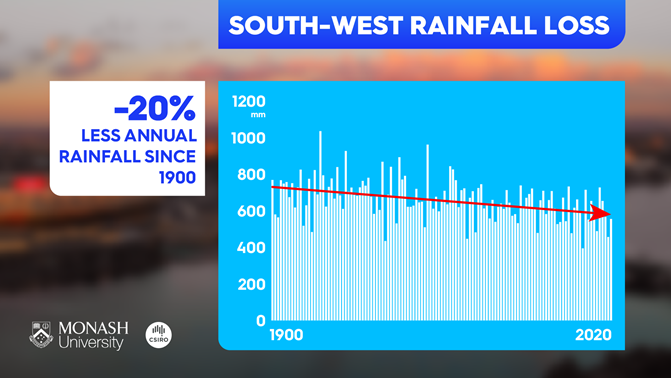 SOUTH-WEST RAINFALL LOSS
-20%
LESS ANNUAL
RAINFALL SINCE
1900
1200
mm
1000
800
600
400
200
0
1900
2020
MONASH
University
CSIRO